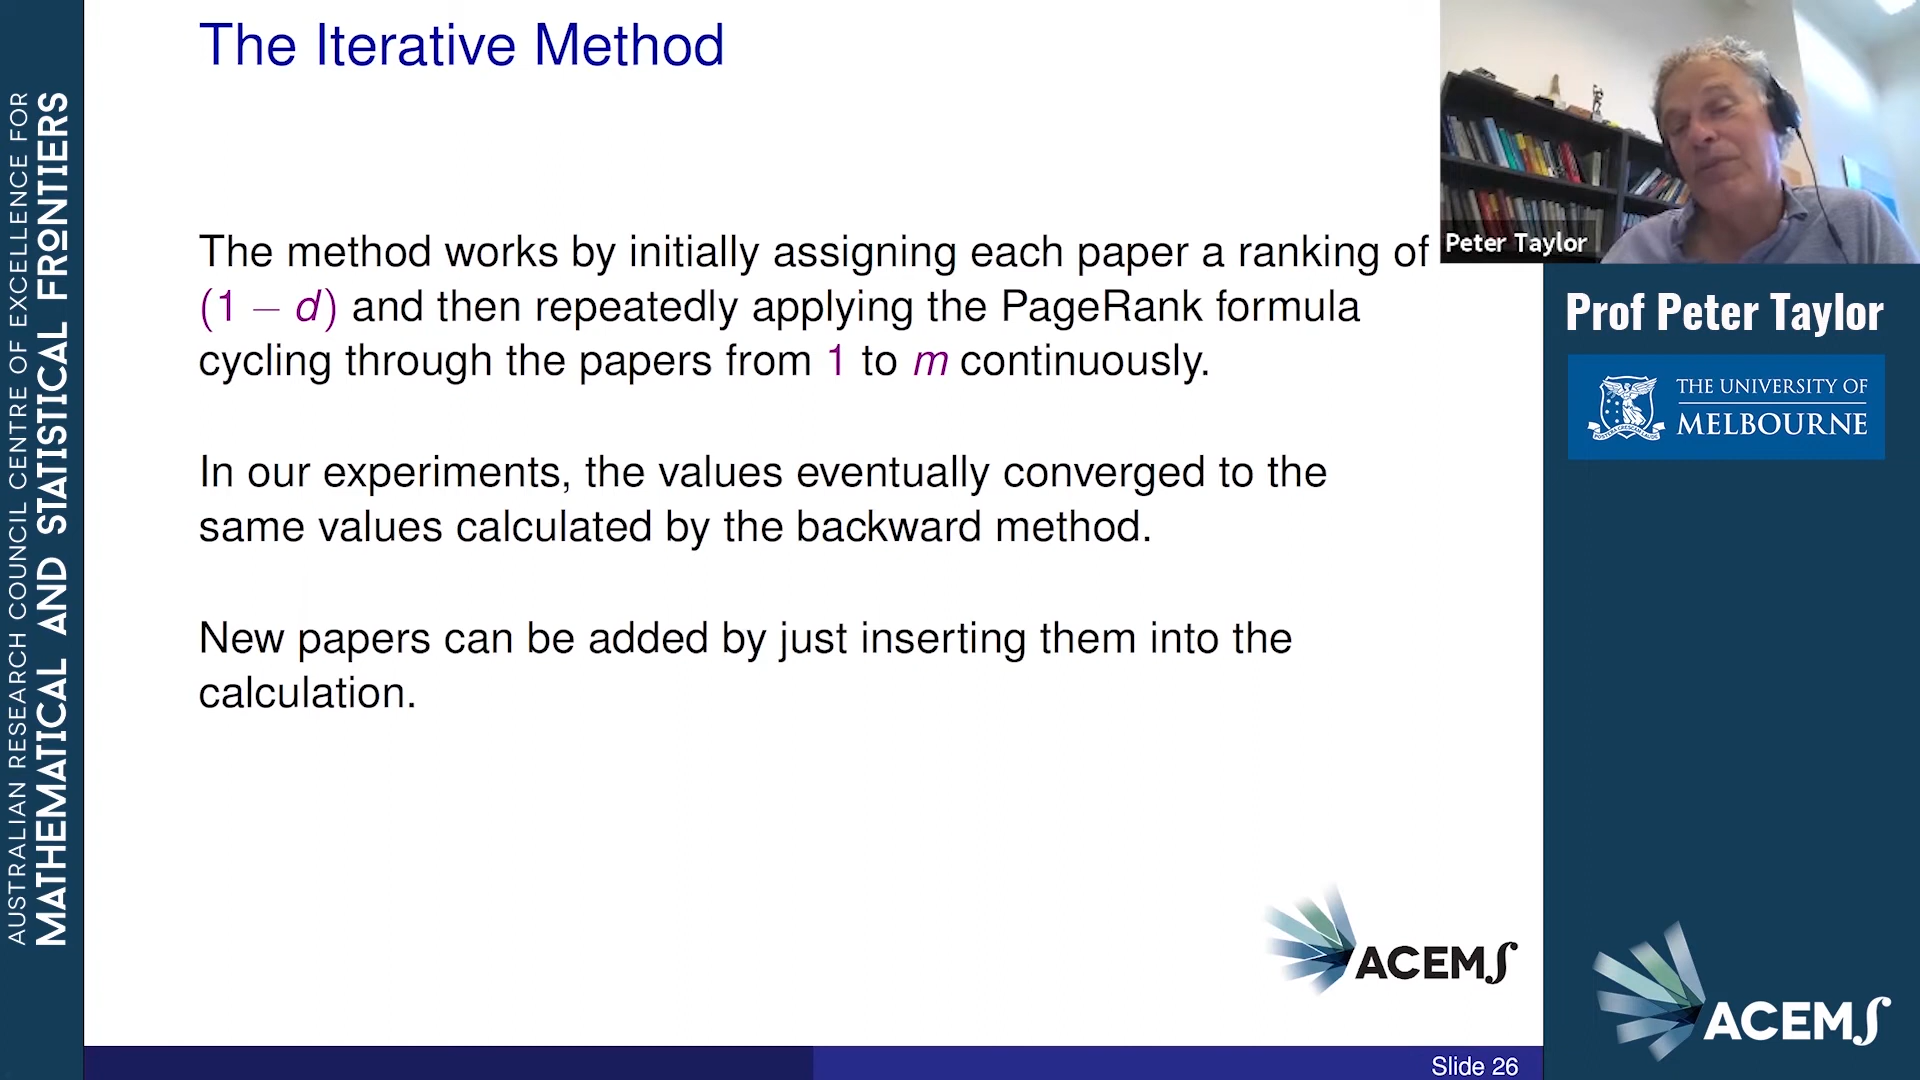 AUSTRALIAN RESEARCH COUNCIL CENTRE OF EXCELLENCE FOR
MATHEMATICAL AND STATISTICAL FRONTIERS
The Iterative Method
The method works by initially assigning each paper a ranking of
(1 − d) and then repeatedly applying the PageRank formula
cycling through the papers from 1 to m continuously.
In our experiments, the values eventually converged to the
same values calculated by the backward method.
New papers can be added by just inserting them into the
calculation.
ACEMS
Slide 26
Peter Taylor
Prof Peter Taylor
THE UNIVERSITY OF
MELBOURNE
ACEMS